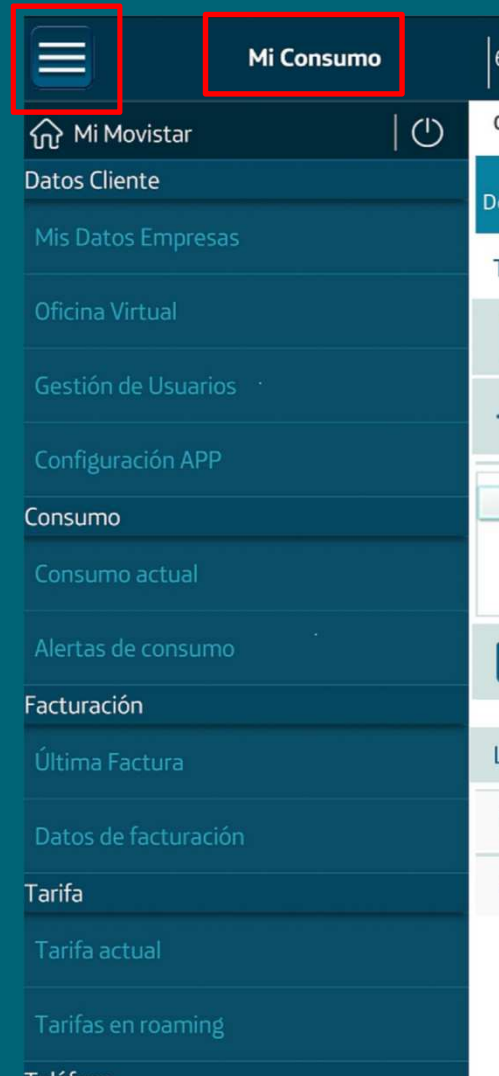 Mi Consumo
Mi Movistar
Datos Cliente
Mis Datos Empresas
Oficina Virtual
Gestión de Usuarios
Configuración APP
Consumo
Consumo actual
Alertas de consumo
Facturación
Última Factura
Datos de facturación
Tarifa
Tarifa actual
Tarifas en roaming